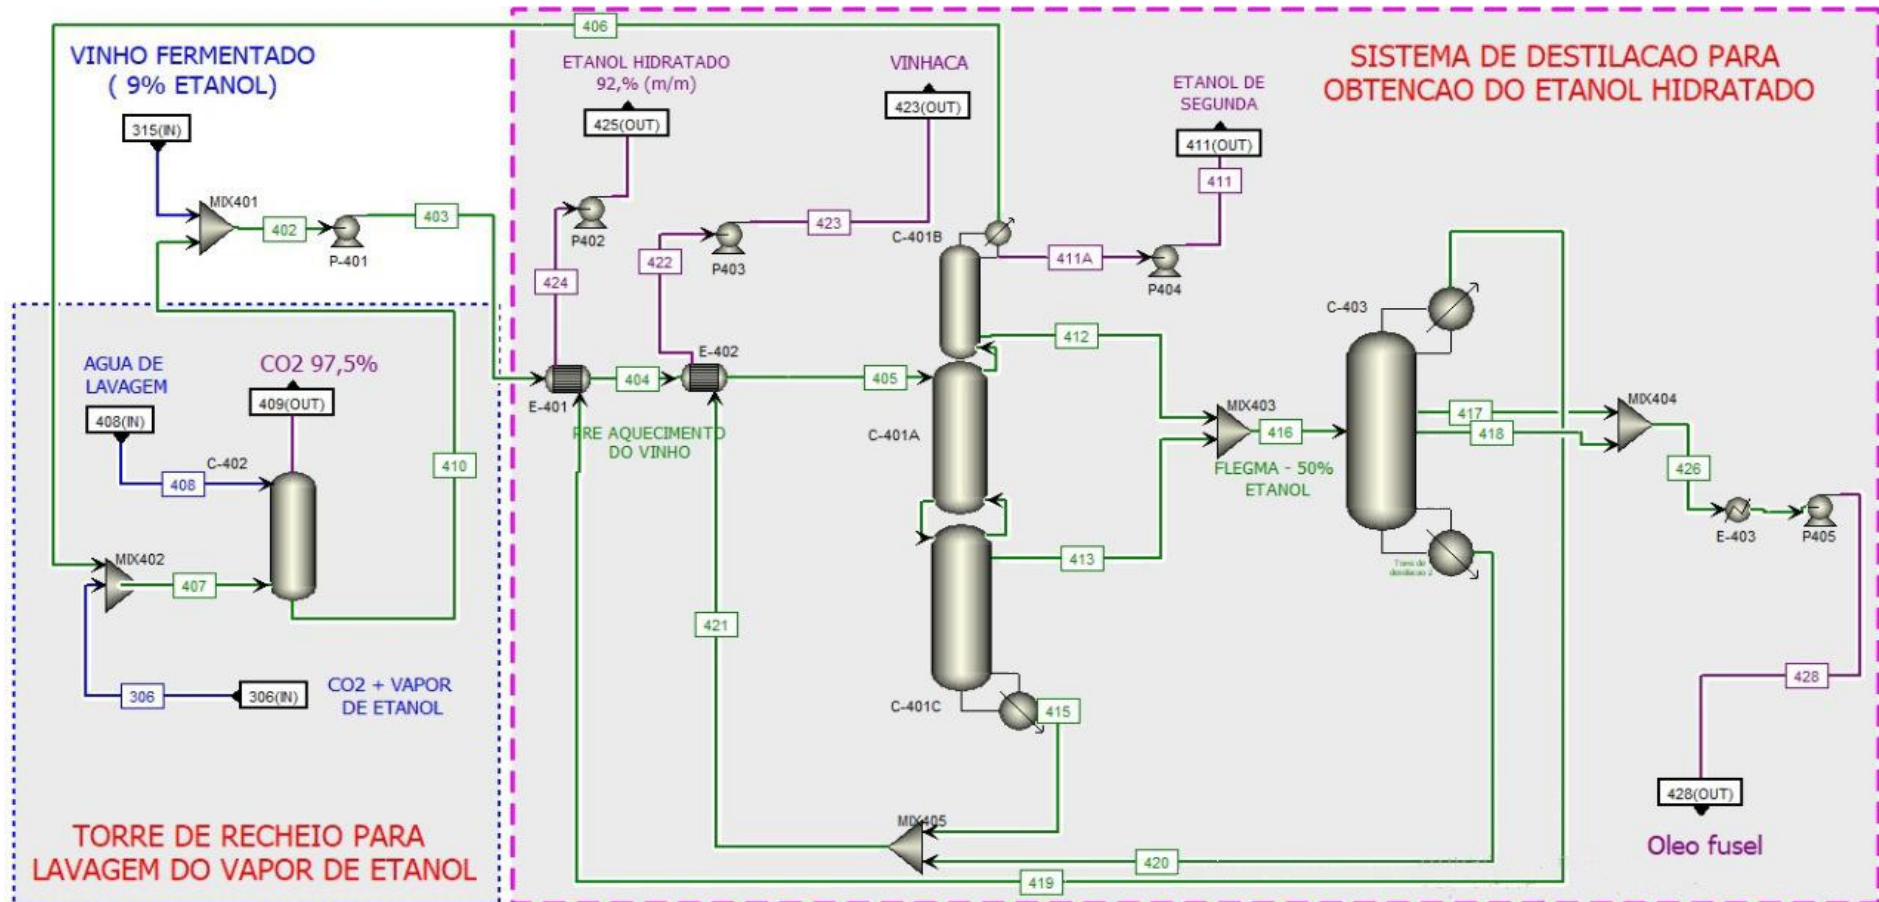 406
VINHO FERMENTADO
( 9% ETANOL)
315(IN)
MIX401
402
P-401
403
ETANOL HIDRATADO
92,% (m/m)
425(OUT)
P402
424
VINHACA
423(OUT)
423
P403
422
C-401B
ETANOL DE
SEGUNDA
411(OUT)
411
411A
P404
SISTEMA DE DESTILACAO PARA
OBTENCAO DO ETANOL HIDRATADO
AGUA DE
LAVAGEM
408(IN)
CO2 97,5%
409(OUT)
C-402
408
410
MIX402
407
306
306(IN)
CO2 + VAPOR
DE ETANOL
TORRE DE RECHEIO PARA
LAVAGEM DO VAPOR DE ETANOL
E-401
404
E-402
405
PRE AQUECIMENTO
DO VINHO
C-401A
412
413
C-401C
415
421
MIX405
420
419
MIX403
416
FLEGMA - 50%
ETANOL
C-403
Torre de
destilacao 2
417
418
MIX404
426
E-403
P405
428
428(OUT)
Oleo fusel